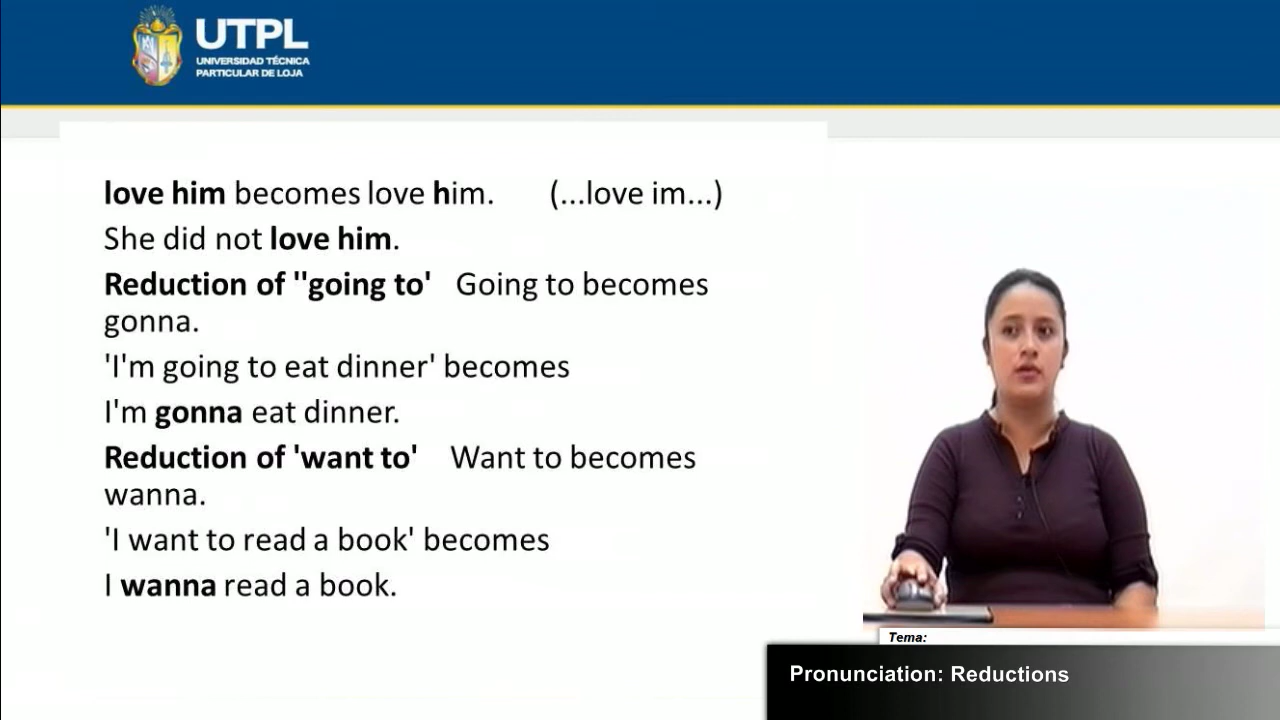 UTPL
UNIVERSIDAD TÉCNICA
PARTICULAR DE LOJA
love him becomes love him. (...love im...)
She did not love him.
Reduction of ''going to' Going to becomes
gonna.
'I'm going to eat dinner' becomes
I'm gonna eat dinner.
Reduction of 'want to' Want to becomes
wanna.
'I want to read a book' becomes
I wanna read a book.
Tema:
Pronunciation: Reductions